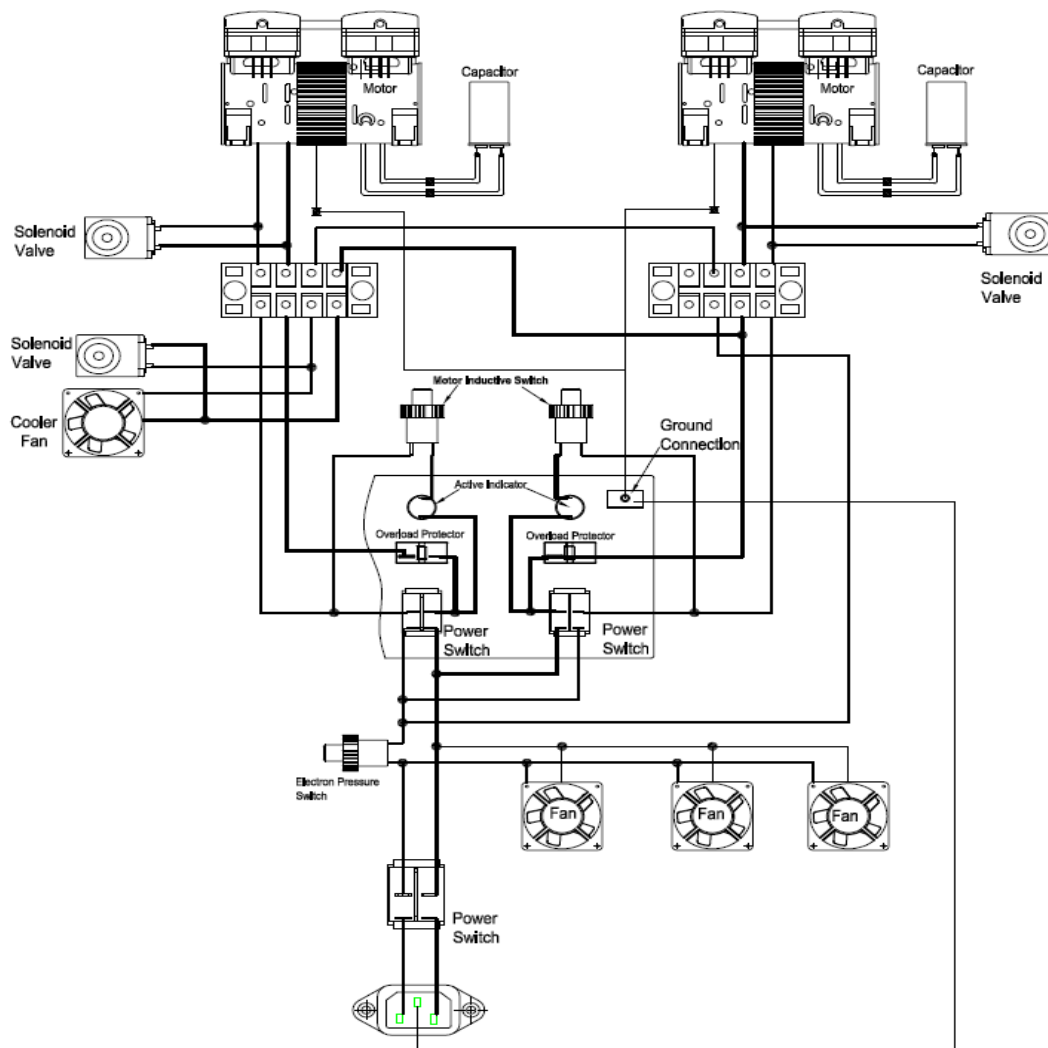 Capacitor
Motor
Capacitor
Motor
Solenoid
Valve
Solenoid
Valve
Solenoid
Valve
Motor Inductive Switch
Cooler
Fan
Ground
Connection
Active Indicator
Overload Protector
Overload Protector
Power
Switch
Power
Switch
Electron Pressure
Switch
Fan
Fan
Fan
Power
Switch